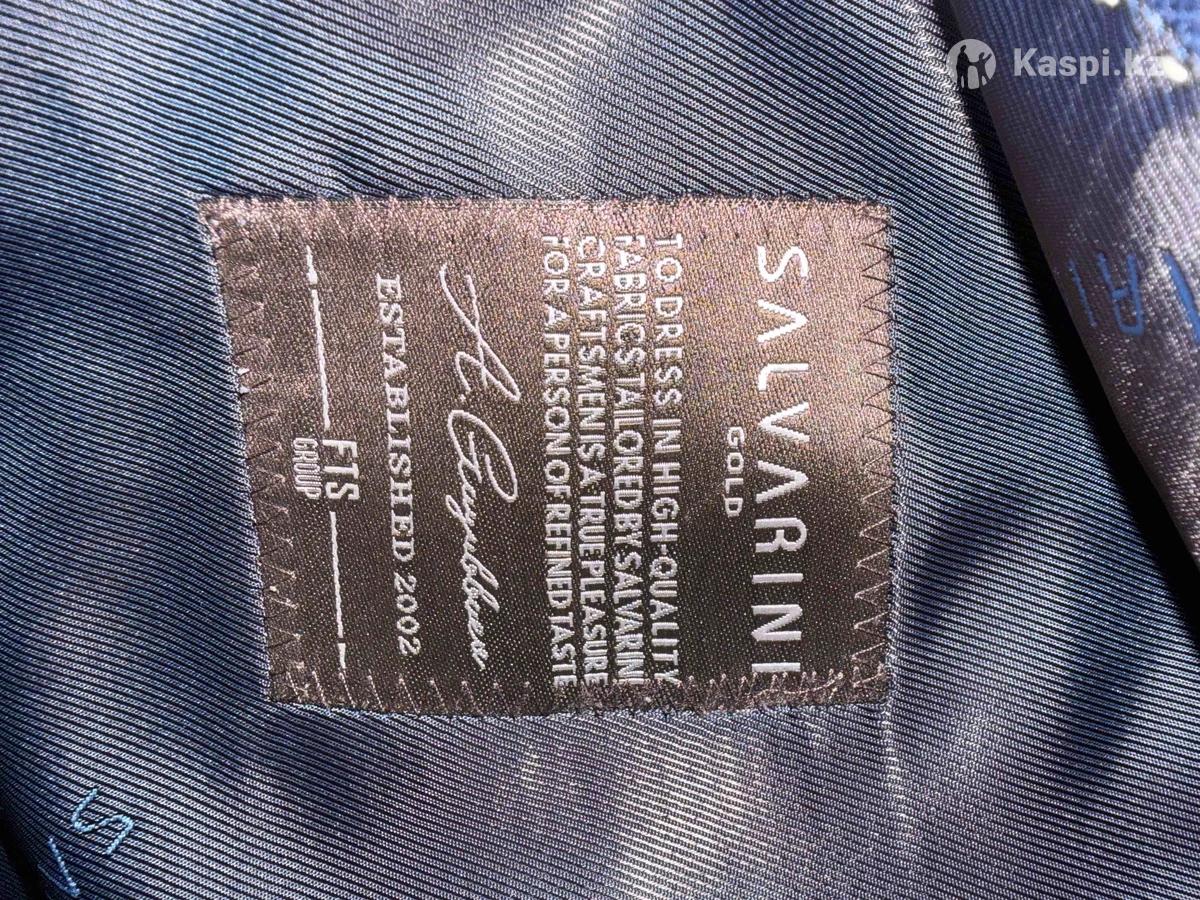 SALVARINI
GOLD
TO DRESS IN HIGH-QUALITY
FABRICS TAILORED BY SALVARINI
CRAFTSMEN IS A TRUE PLEASURE
FOR A PERSON OF REFINED TASTE
ESTABLISHED 2002
FTS
GROUP
Kaspi.kz